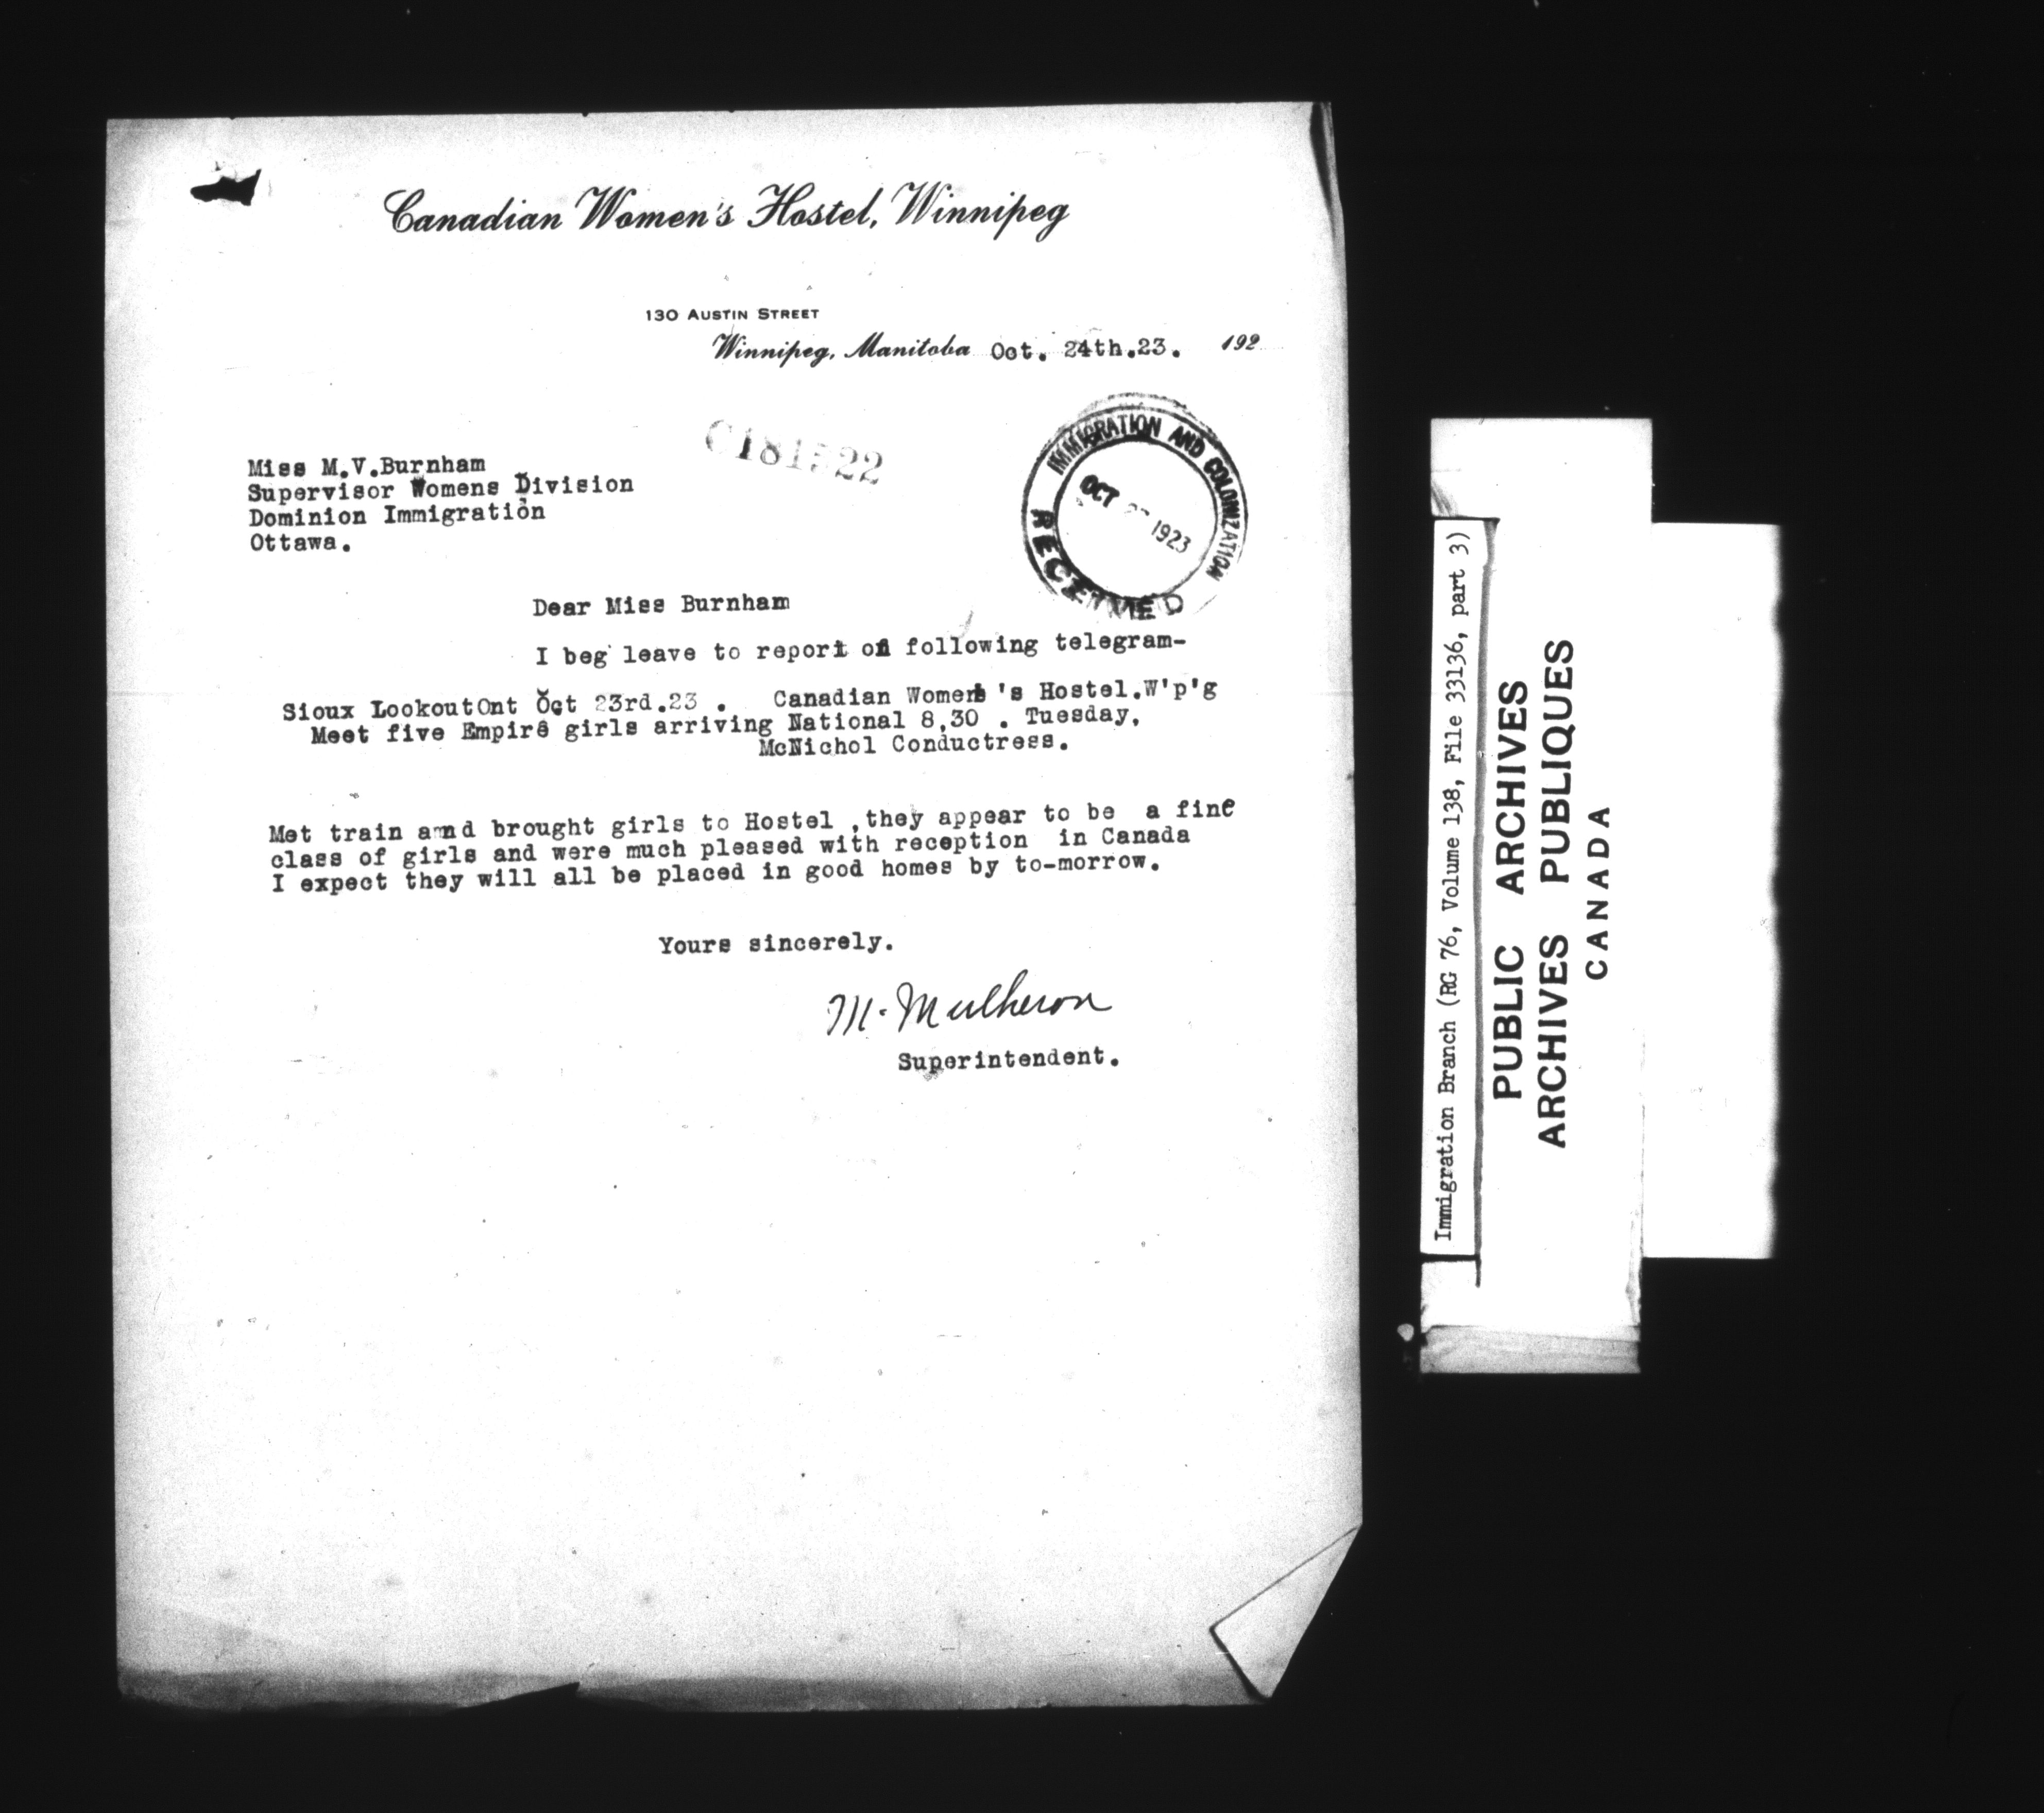 Canadian Women's Hostel, Winnipeg
130 AUSTIN STREET
Winnipeg, Manitoba Oct. 24th.23. 192
Miss M.V.Burnham
Supervisor Womens Division
Dominion Immigration
Ottawa.
IMMIGRATION AND COLONIZATION
OCT 1923
RECEIVED
Dear Miss Burnham
I beg leave to report on following telegram-
Sioux Lookout Ont Oct 23rd.23 . Canadian Women 's Hostel.W'p'g
Meet five Empire girls arriving National 8,30 . Tuesday,
McNichol Conductress.
Met train and brought girls to Hostel ,they appear to be a fine
class of girls and were much pleased with reception in Canada
I expect they will all be placed in good homes by to-morrow.
Yours sincerely.
M. Mulheron
Superintendent.
Immigration Branch (RG 76, Volume 138, File 33136, part 3)
PUBLIC ARCHIVES
ARCHIVES PUBLIQUES
CANADA